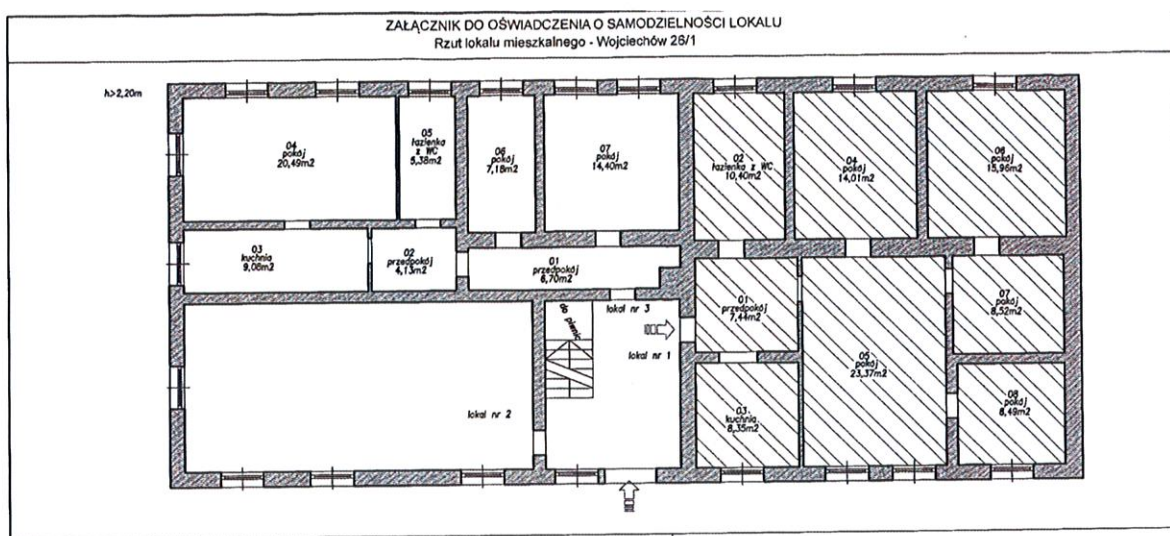 ZAŁĄCZNIK DO OŚWIADCZENIA O SAMODZIELNOŚCI LOKALU
Rzut lokalu mieszkalnego - Wojciechów 26/1
h>2,20m
04
pokój
20,49m2
05
łazienka
z WC
5,38m2
06
pokój
7,18m2
07
pokój
14,40m2
02
łazienka z WC
10,40m2
04
pokój
14,01m2
06
pokój
15,96m2
03
kuchnia
9,06m2
02
przedpokój
4,13m2
01
przedpokój
6,70m2
01
przedpokój
7,44m2
05
pokój
23,37m2
07
pokój
8,52m2
do piwnic
lokal nr 3
lokal nr 1
lokal nr 2
03
kuchnia
8,35m2
08
pokój
8,49m2